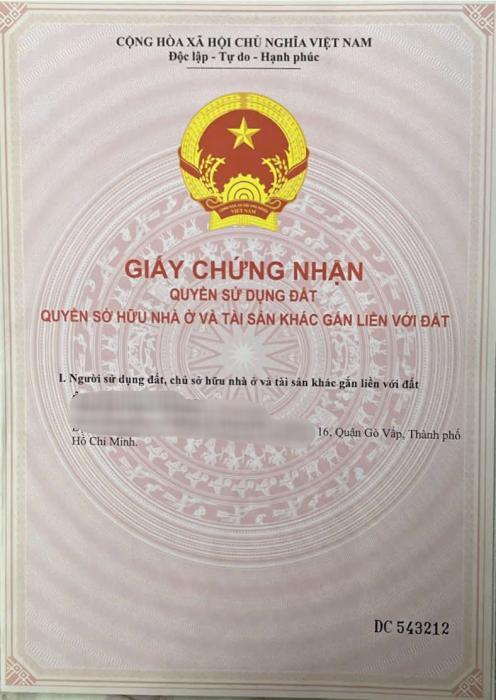 CỘNG HÒA XÃ HỘI CHỦ NGHĨA VIỆT NAM
Độc lập - Tự do - Hạnh phúc
VIỆT NAM
GIẤY CHỨNG NHẬN
QUYỀN SỬ DỤNG ĐẤT
QUYỀN SỞ HỮU NHÀ Ở VÀ TÀI SẢN KHÁC GẮN LIỀN VỚI ĐẤT
I. Người sử dụng đất, chủ sở hữu nhà ở và tài sản khác gắn liền với đất
16, Quận Gò Vấp, Thành phố
Hồ Chí Minh.
DC 543212